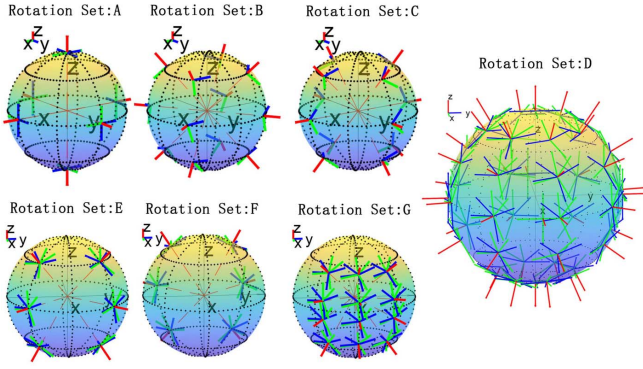 Rotation Set:A
Rotation Set:B
Rotation Set:C
Rotation Set:D
z
x y
z
x y
z
x y
z
x y
z
x
y
z
x
y
z
x
y
z
x
y
Rotation Set:E
Rotation Set:F
Rotation Set:G
z
x y
z
x y
z
x y
z
x
z
x
y
z